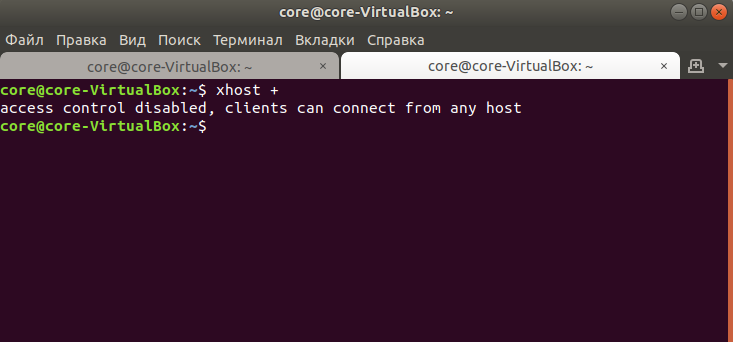 core@core-VirtualBox: ~
Файл Правка Вид Поиск Терминал Вкладки Справка
core@core-VirtualBox: ~ × core@core-VirtualBox: ~ ×
core@core-VirtualBox:~$ xhost +
access control disabled, clients can connect from any host
core@core-VirtualBox:~$